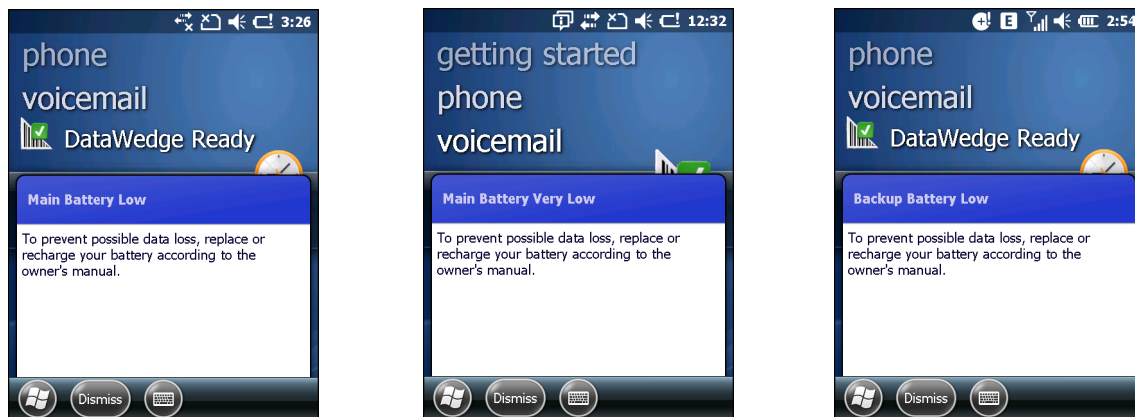 3:26
phone
voicemail
DataWedge Ready
Main Battery Low
To prevent possible data loss, replace or
recharge your battery according to the
owner's manual.
Dismiss
12:32
getting started
phone
voicemail
Main Battery Very Low
To prevent possible data loss, replace or
recharge your battery according to the
owner's manual.
Dismiss
E 2:54
phone
voicemail
DataWedge Ready
Backup Battery Low
To prevent possible data loss, replace or
recharge your battery according to the
owner's manual.
Dismiss